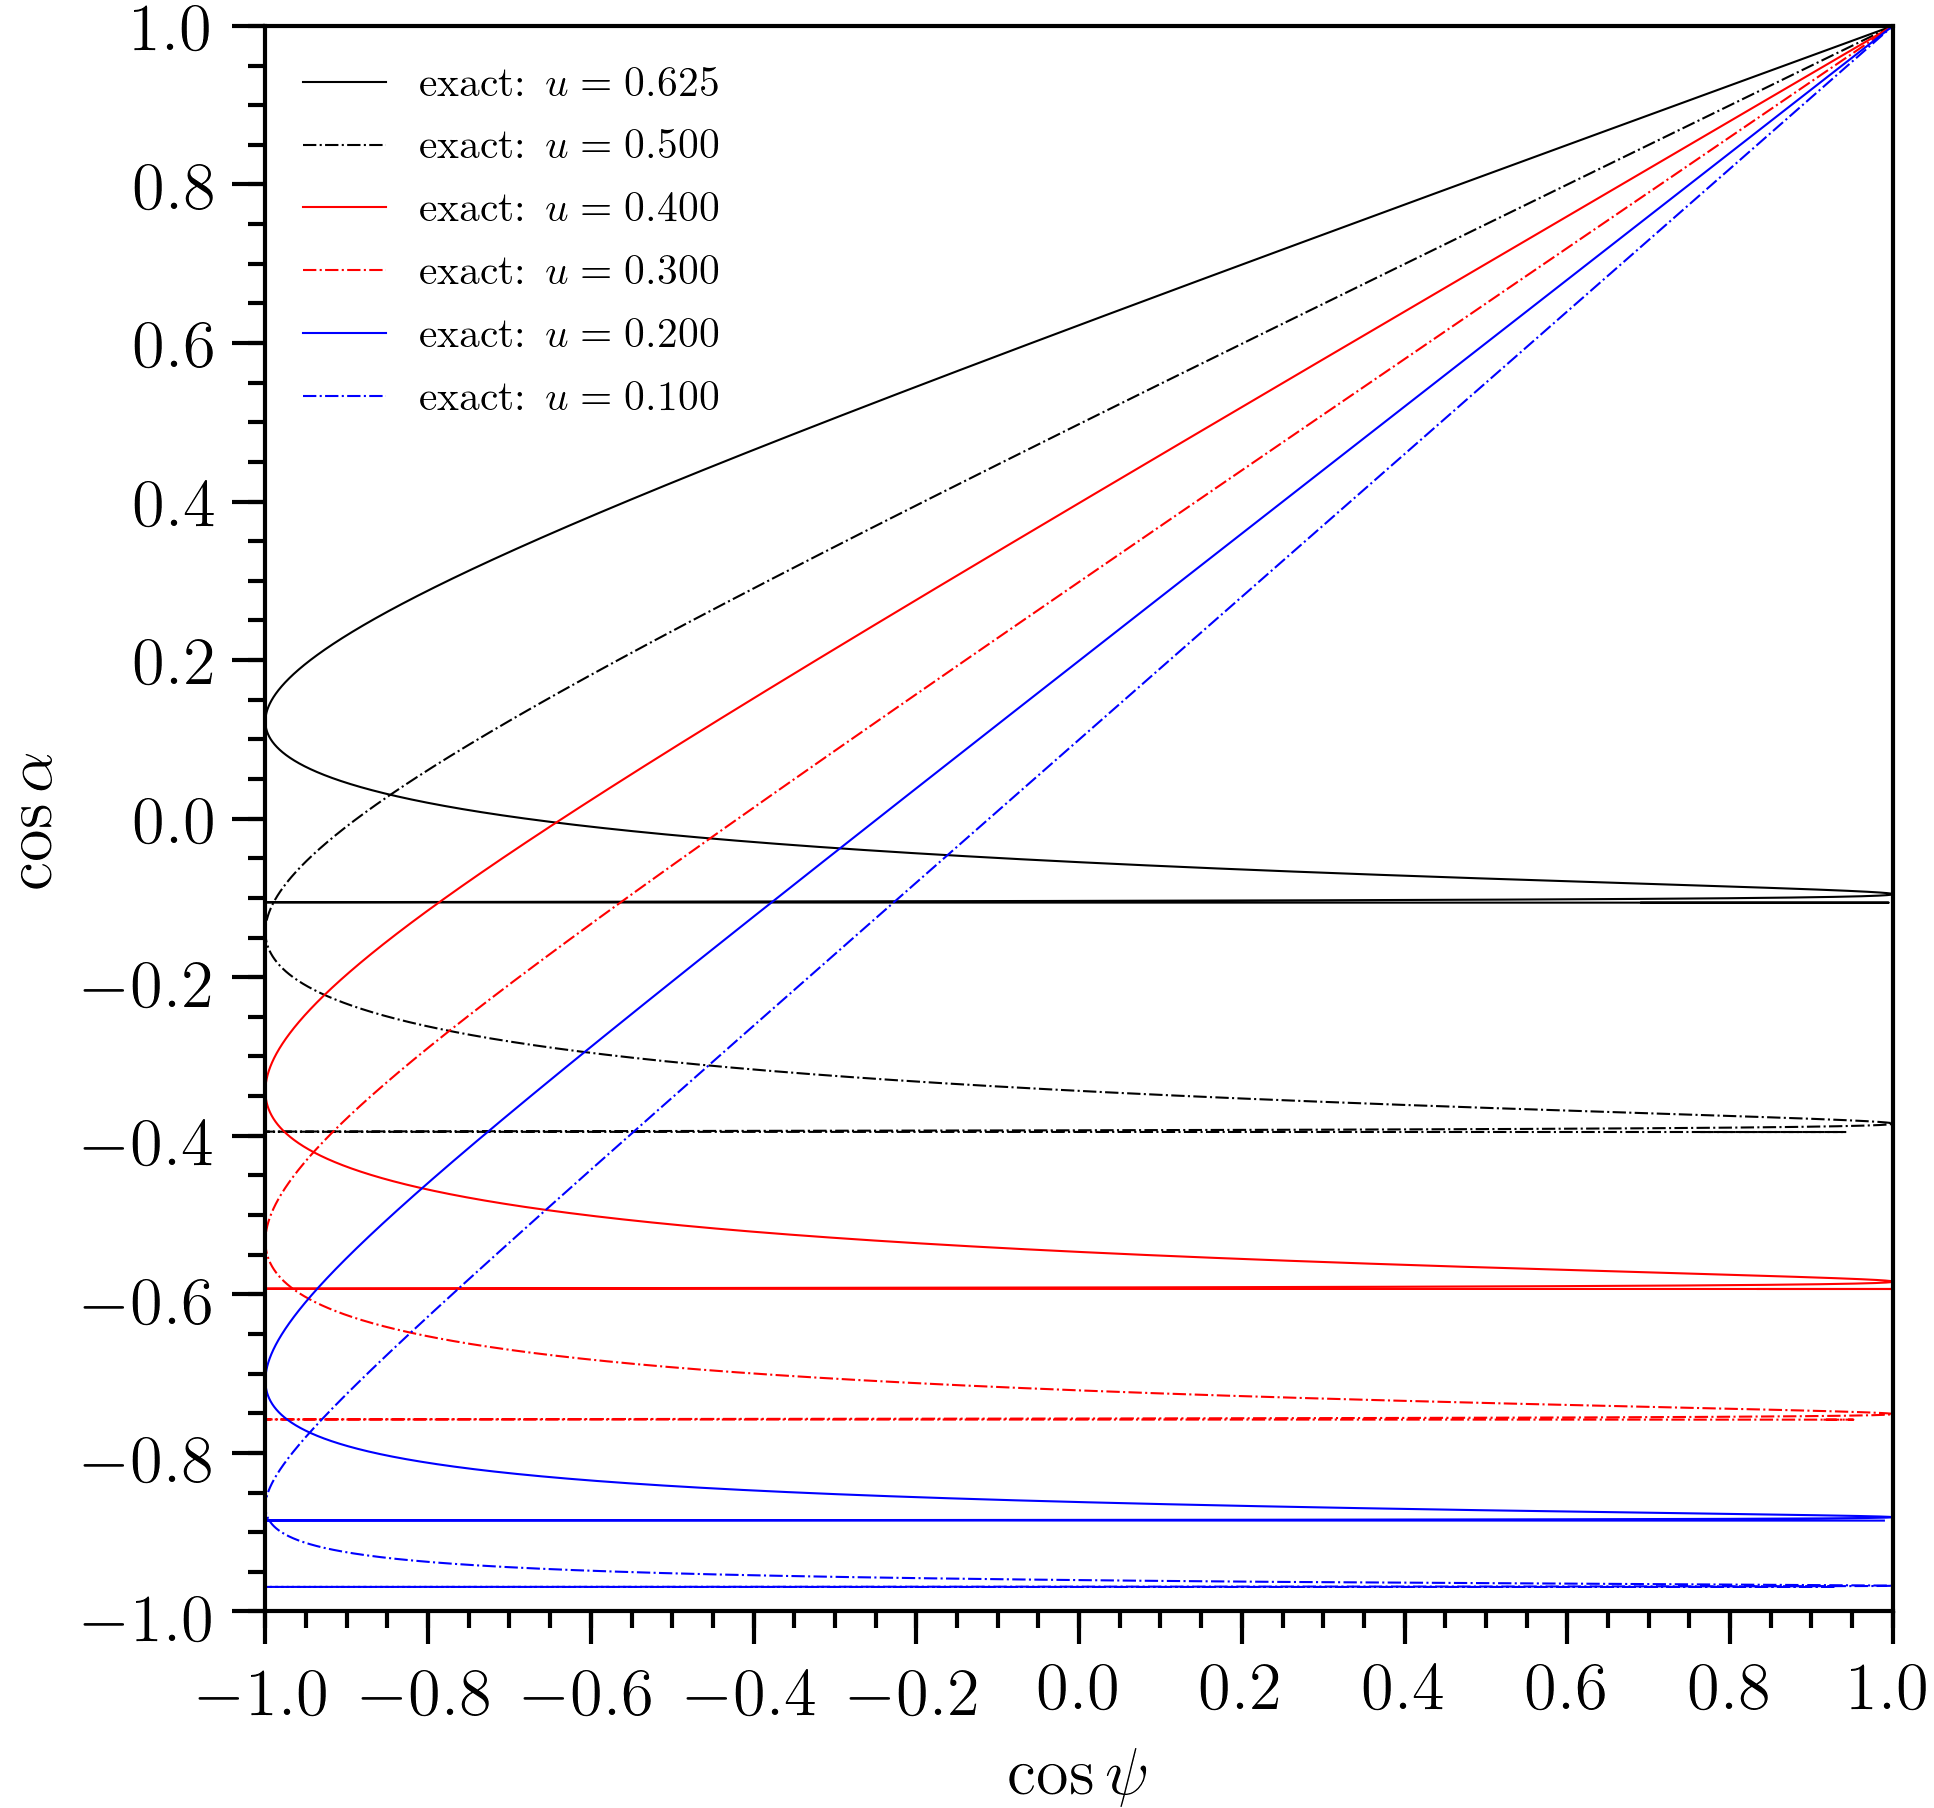 exact: u = 0.625
exact: u = 0.500
exact: u = 0.400
exact: u = 0.300
exact: u = 0.200
exact: u = 0.100
1.0
0.8
0.6
0.4
0.2
0.0
−0.2
−0.4
−0.6
−0.8
−1.0
cos α
−1.0 −0.8 −0.6 −0.4 −0.2 0.0 0.2 0.4 0.6 0.8 1.0
cos ψ